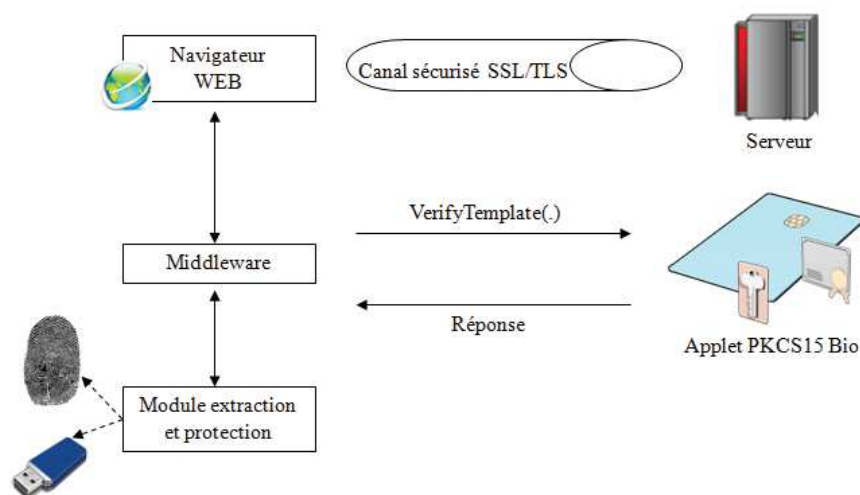 Navigateur
WEB
Canal sécurisé SSL/TLS
Serveur
VerifyTemplate(.)
Middleware
Réponse
Applet PKCS15 Bio
Module extraction
et protection